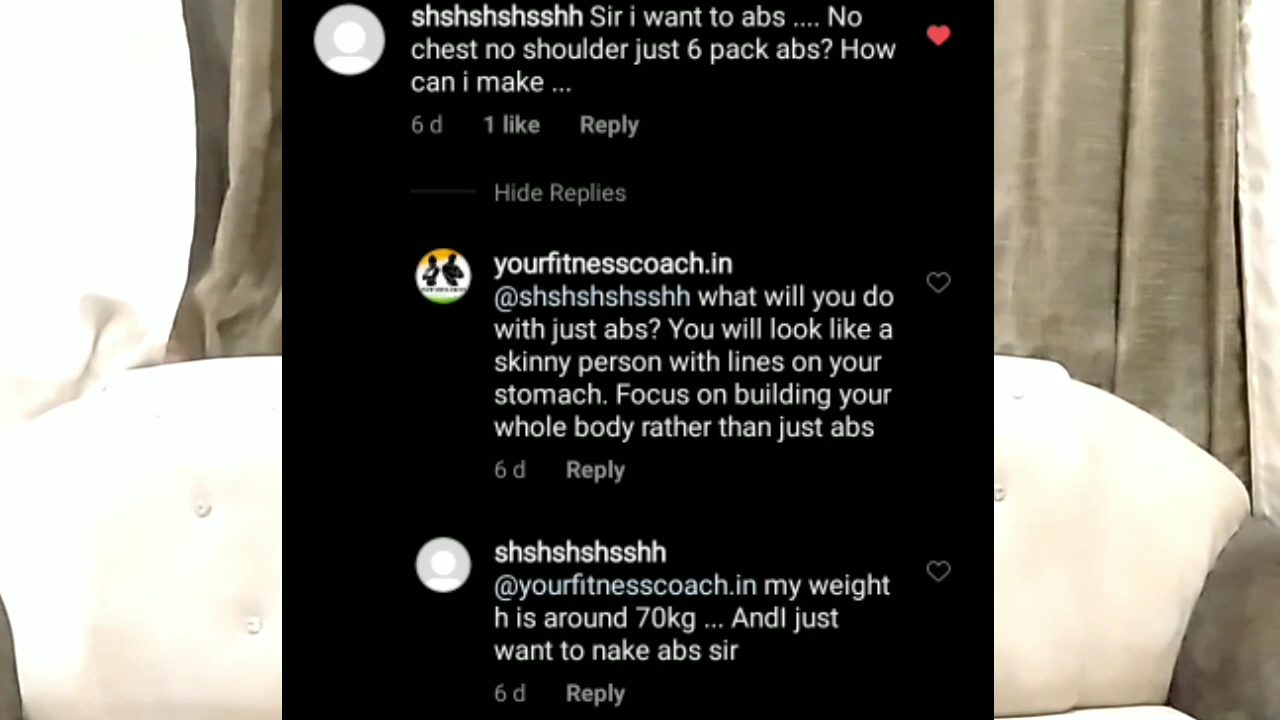 shshshshsshh Sir i want to abs .... No
chest no shoulder just 6 pack abs? How
can i make ...
6 d 1 like Reply
Hide Replies
yourfitnesscoach.in
@shshshshsshh what will you do
with just abs? You will look like a
skinny person with lines on your
stomach. Focus on building your
whole body rather than just abs
6 d Reply
shshshshsshh
@yourfitnesscoach.in my weight
h is around 70kg ... AndI just
want to nake abs sir
6 d Reply